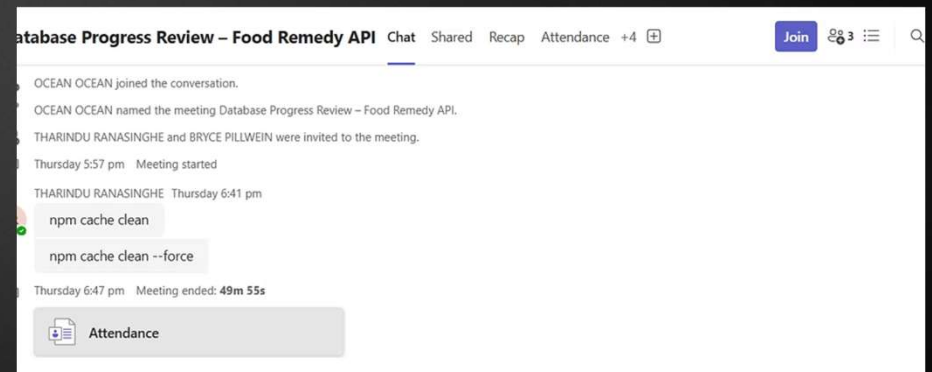 atabase Progress Review – Food Remedy API Chat Shared Recap Attendance +4 Join 3
OCEAN OCEAN joined the conversation.
OCEAN OCEAN named the meeting Database Progress Review – Food Remedy API.
THARINDU RANASINGHE and BRYCE PILLWEIN were invited to the meeting.
Thursday 5:57 pm Meeting started
THARINDU RANASINGHE Thursday 6:41 pm
npm cache clean
npm cache clean --force
Thursday 6:47 pm Meeting ended: 49m 55s
Attendance